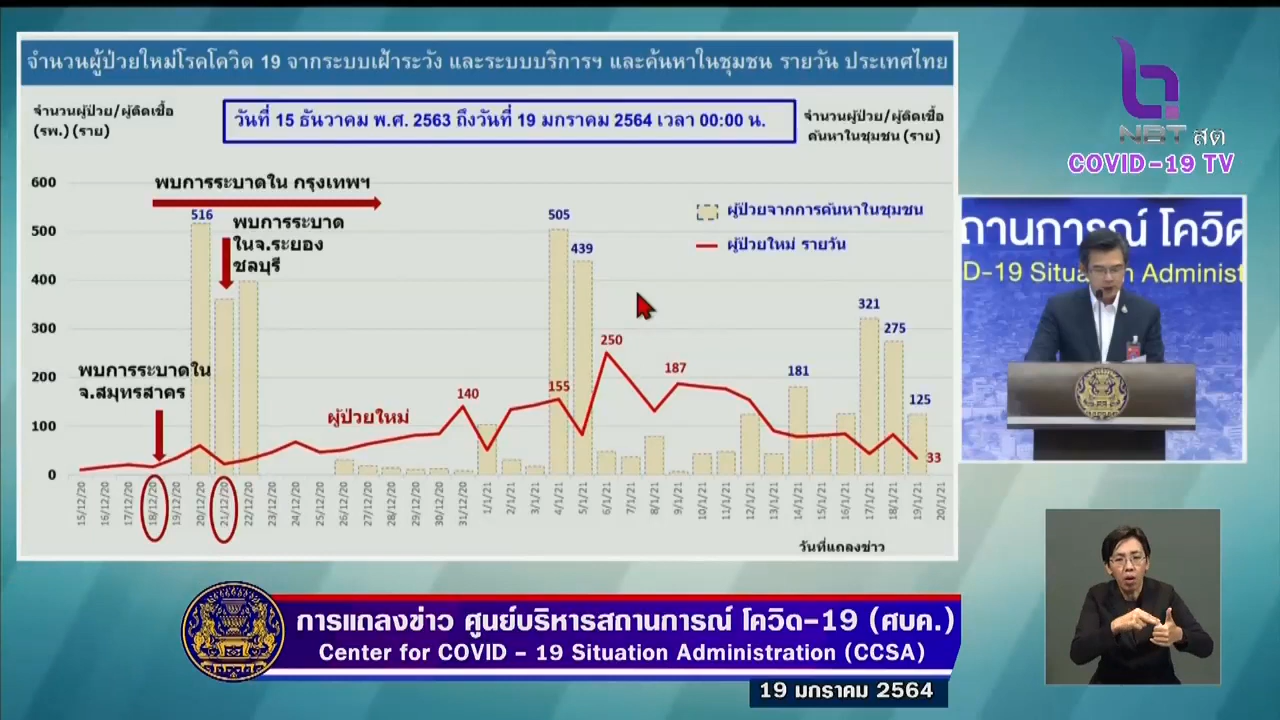 จำนวนผู้ป่วยใหม่โรคโควิด 19 จากระบบเฝ้าระวัง และระบบบริการฯ และค้นหาในชุมชน รายวัน ประเทศไทย
จำนวนผู้ป่วย/ผู้ติดเชื้อ
(รพ.) (ราย)
วันที่ 15 ธันวาคม พ.ศ. 2563 ถึงวันที่ 19 มกราคม 2564 เวลา 00:00 น.
จำนวนผู้ป่วย/ผู้ติดเชื้อ
ค้นหาในชุมชน (ราย)
NBT สด
COVID-19 TV
600
500
400
300
200
100
0
พบการระบาดใน กรุงเทพฯ
516
พบการระบาด
ในจ.ระยอง
ชลบุรี
พบการระบาดใน
จ.สมุทรสาคร
ผู้ป่วยใหม่
140
505
155
439
250
187
181
321
275
125
33
ผู้ป่วยจากการค้นหาในชุมชน
ผู้ป่วยใหม่ รายวัน
15/12/20
16/12/20
17/12/20
18/12/20
19/12/20
20/12/20
21/12/20
22/12/20
23/12/20
24/12/20
25/12/20
26/12/20
27/12/20
28/12/20
29/12/20
30/12/20
31/12/20
1/1/21
2/1/21
3/1/21
4/1/21
5/1/21
6/1/21
7/1/21
8/1/21
9/1/21
10/1/21
11/1/21
12/1/21
13/1/21
14/1/21
15/1/21
16/1/21
17/1/21
18/1/21
19/1/21
20/1/21
วันที่แถลงข่าว
ถานการณ์ โควิด
D-19 Situation Administ
การแถลงข่าว ศูนย์บริหารสถานการณ์ โควิด-19 (ศบค.)
Center for COVID - 19 Situation Administration (CCSA)
19 มกราคม 2564